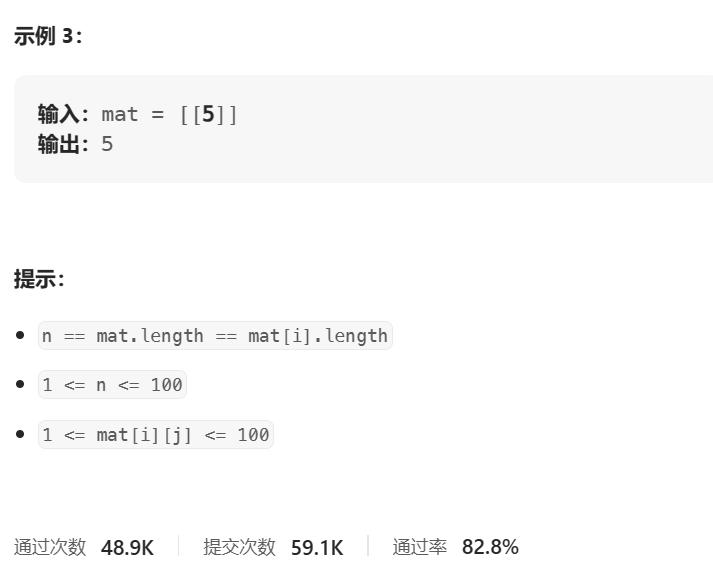 示例 3：
输入：mat = [[5]]
输出：5
提示：
n == mat.length == mat[i].length
1 <= n <= 100
1 <= mat[i][j] <= 100
通过次数 48.9K 提交次数 59.1K 通过率 82.8%